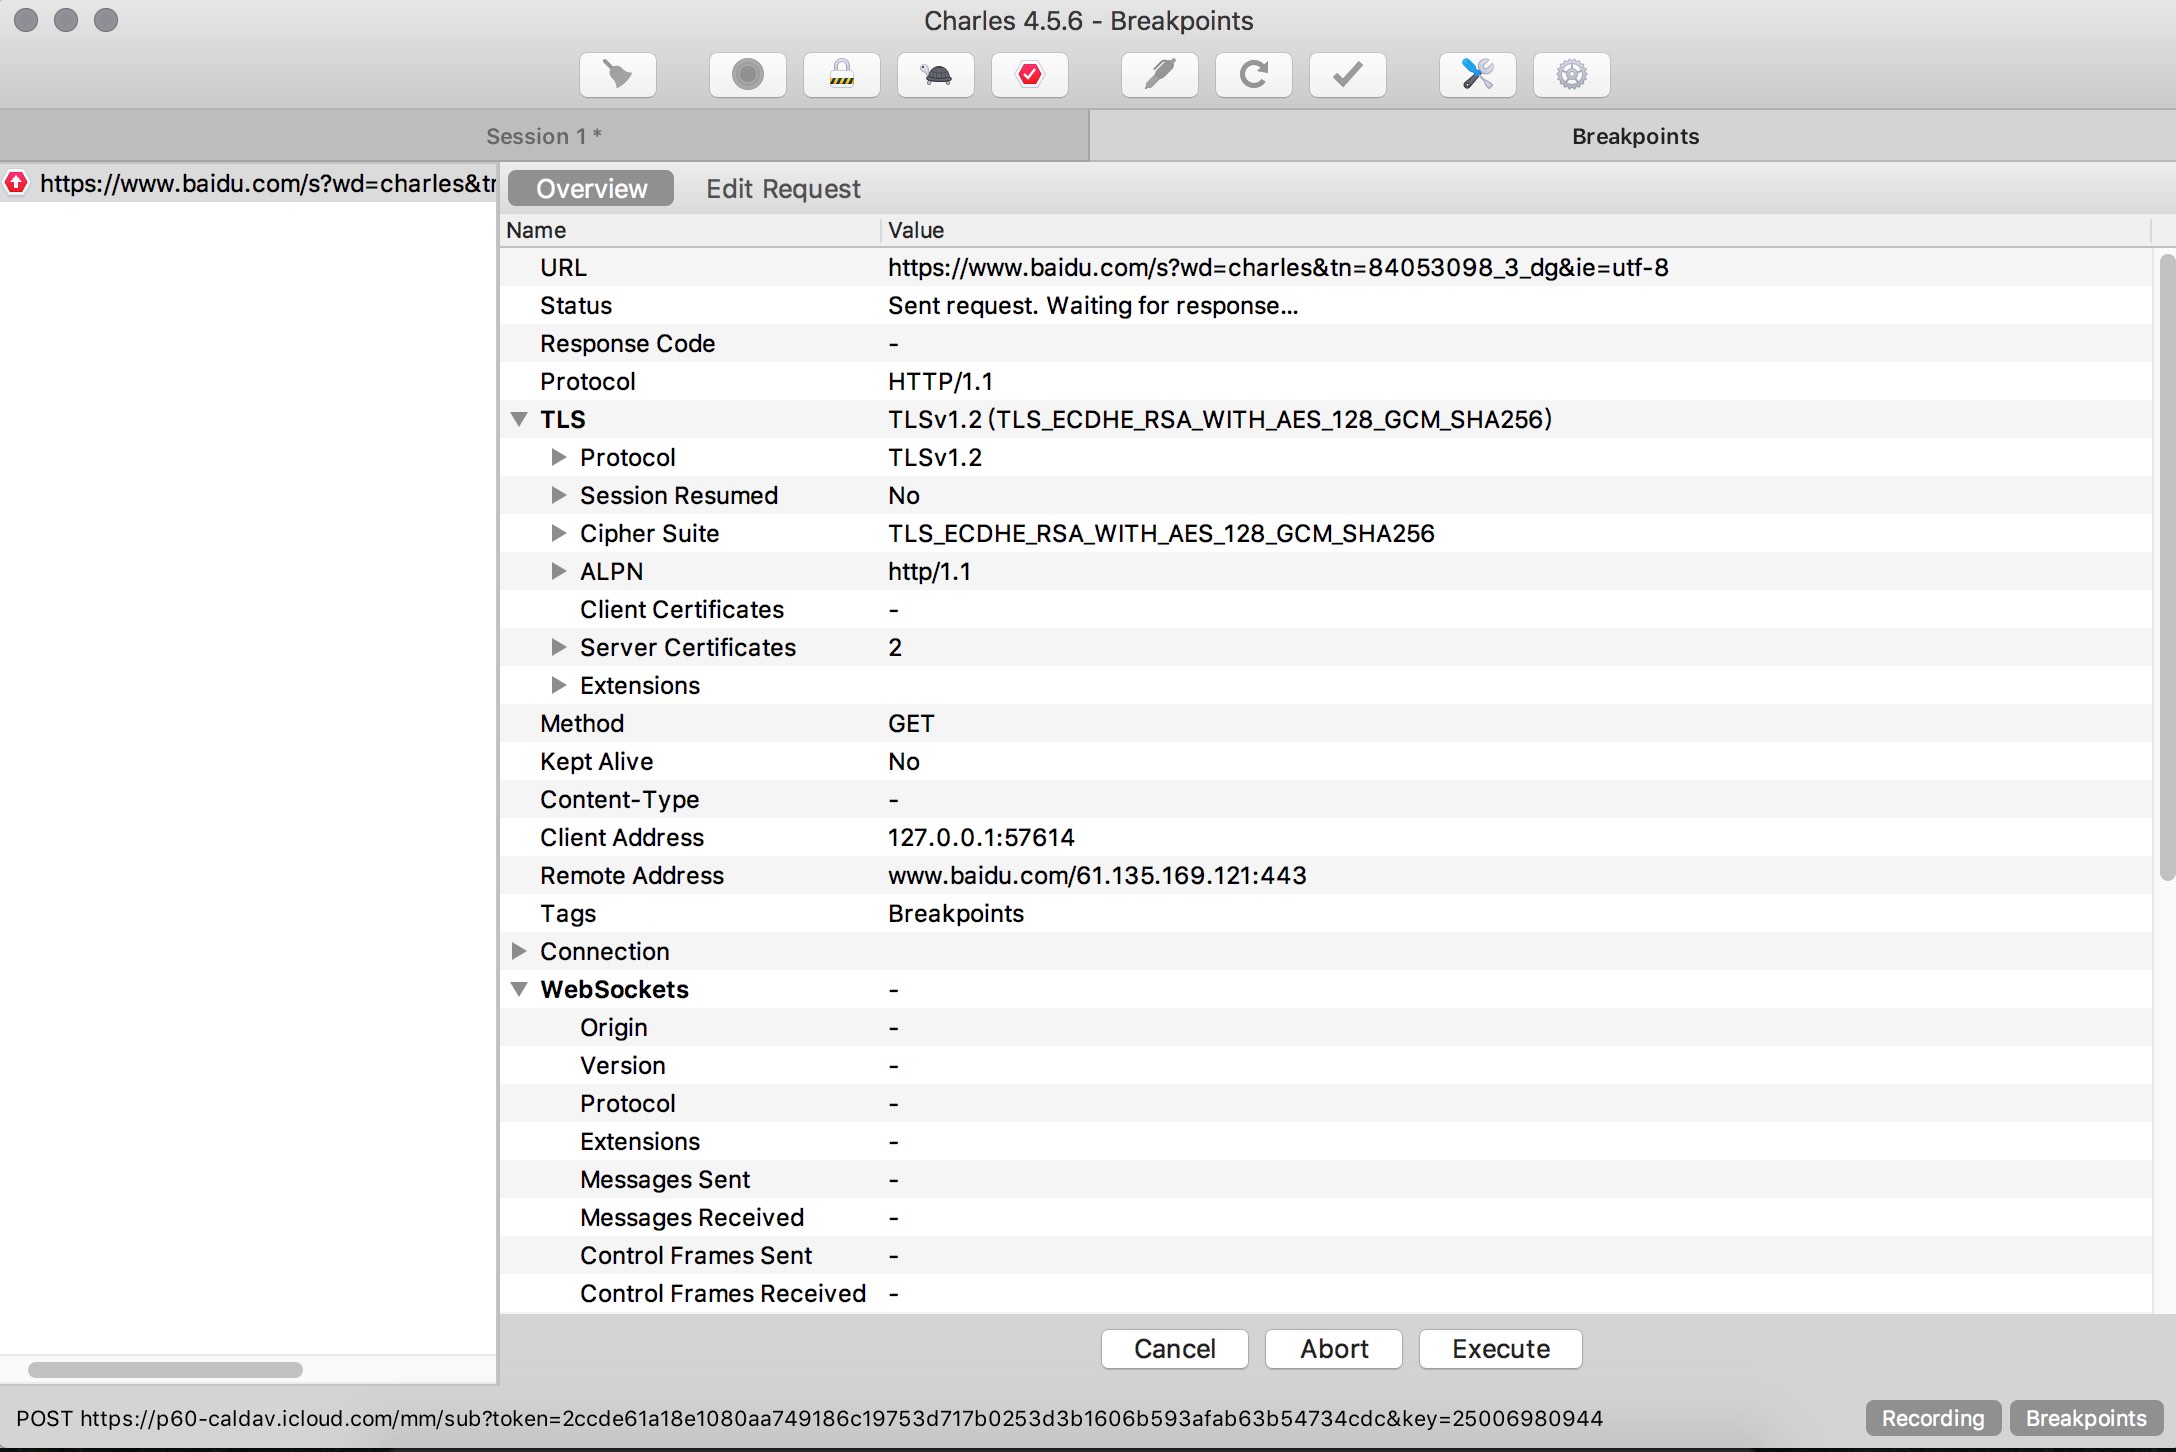 Charles 4.5.6 - Breakpoints
Session 1 *
Breakpoints
https://www.baidu.com/s?wd=charles&tn
Overview
Edit Request
Name Value
URL https://www.baidu.com/s?wd=charles&tn=84053098_3_dg&ie=utf-8
Status Sent request. Waiting for response...
Response Code -
Protocol HTTP/1.1
TLS TLSv1.2 (TLS_ECDHE_RSA_WITH_AES_128_GCM_SHA256)
Protocol TLSv1.2
Session Resumed No
Cipher Suite TLS_ECDHE_RSA_WITH_AES_128_GCM_SHA256
ALPN http/1.1
Client Certificates -
Server Certificates 2
Extensions
Method GET
Kept Alive No
Content-Type -
Client Address 127.0.0.1:57614
Remote Address www.baidu.com/61.135.169.121:443
Tags Breakpoints
Connection
WebSockets -
Origin -
Version -
Protocol -
Extensions -
Messages Sent -
Messages Received -
Control Frames Sent -
Control Frames Received -
Cancel Abort Execute
POST https://p60-caldav.icloud.com/mm/sub?token=2ccde61a18e1080aa749186c19753d717b0253d3b1606b593afab63b54734cdc&key=25006980944
Recording Breakpoints